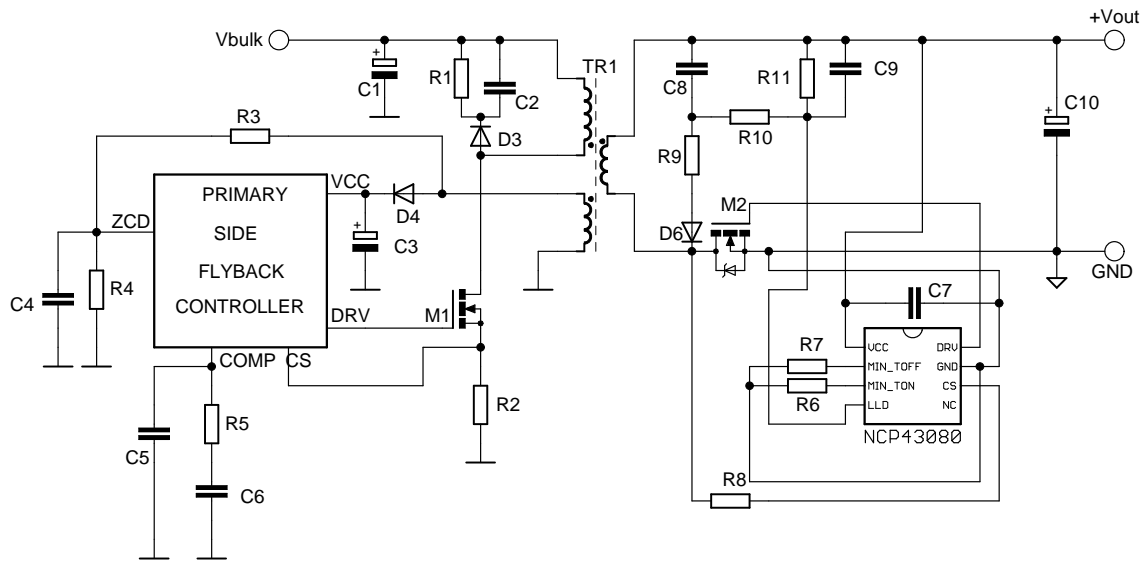 +Vout
Vbulk
TR1
C1
R1
C2
D3
C8
R11
C9
C10
R10
R9
R3
VCC
D4
C3
ZCD
PRIMARY
SIDE
FLYBACK
CONTROLLER
DRV
M1
COMP CS
C4
R4
R2
R5
C5
C6
M2
D6
GND
C7
R7
R6
VCC DRV
MIN_TOFF GND
MIN_TON CS
LLD NC
NCP43080
R8
+
+
+